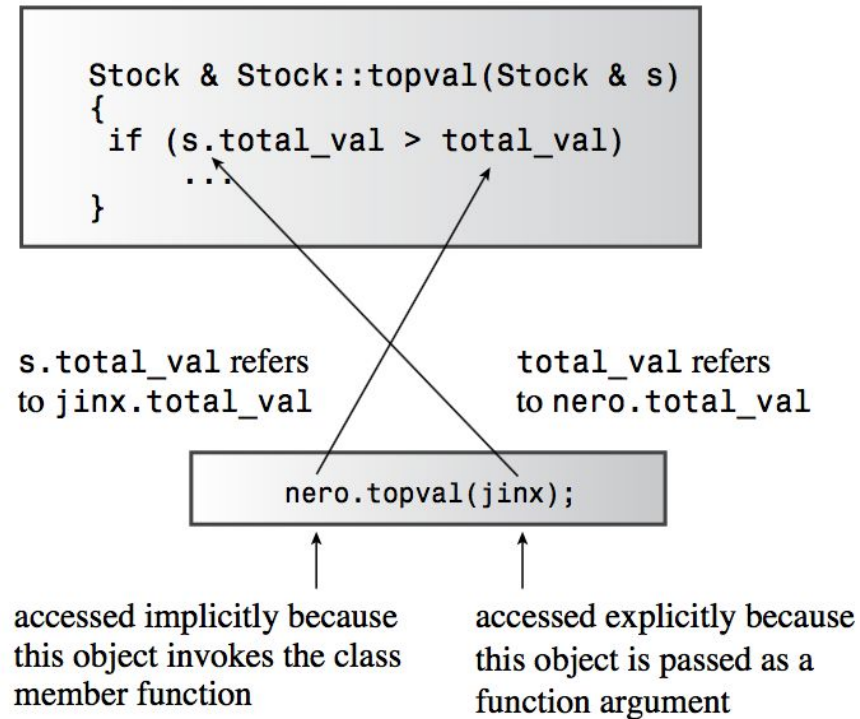 Stock & Stock::topval(Stock & s)
{
if (s.total_val > total_val)
...
}
s.total_val refers
to jinx.total_val
total_val refers
to nero.total_val
nero.topval(jinx);
accessed implicitly because
this object invokes the class
member function
accessed explicitly because
this object is passed as a
function argument